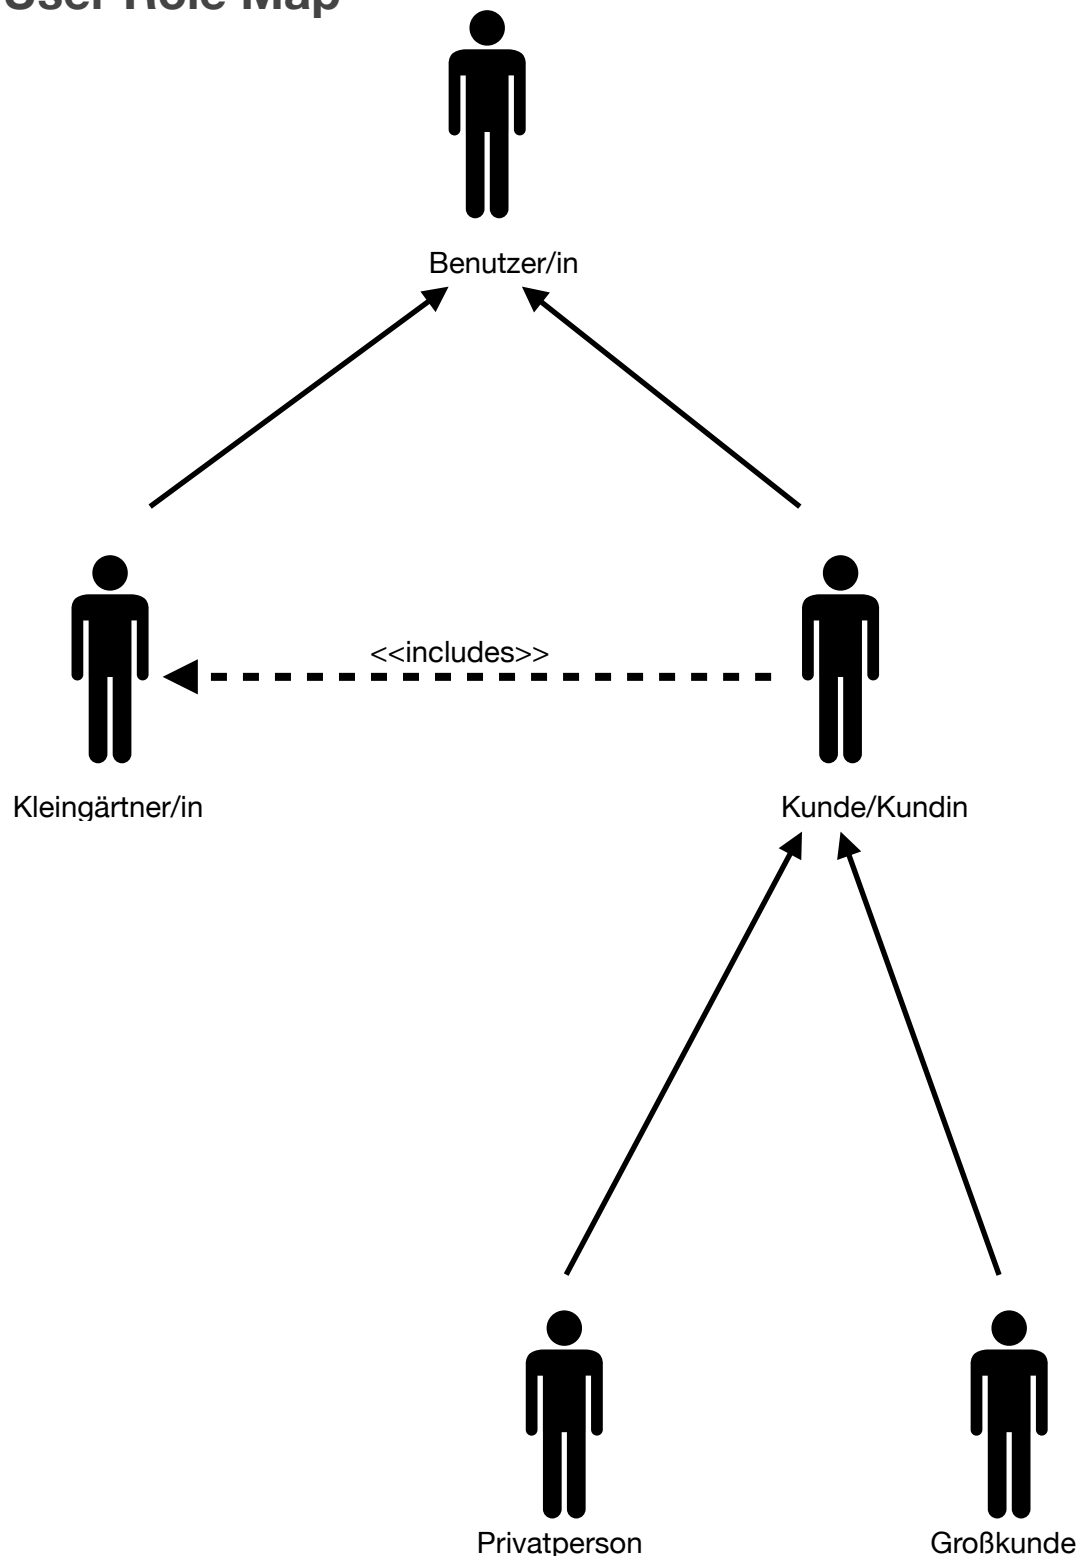 User Role Map
Benutzer/in
<<includes>>
Kleingärtner/in
Kunde/Kundin
Privatperson
Großkunde